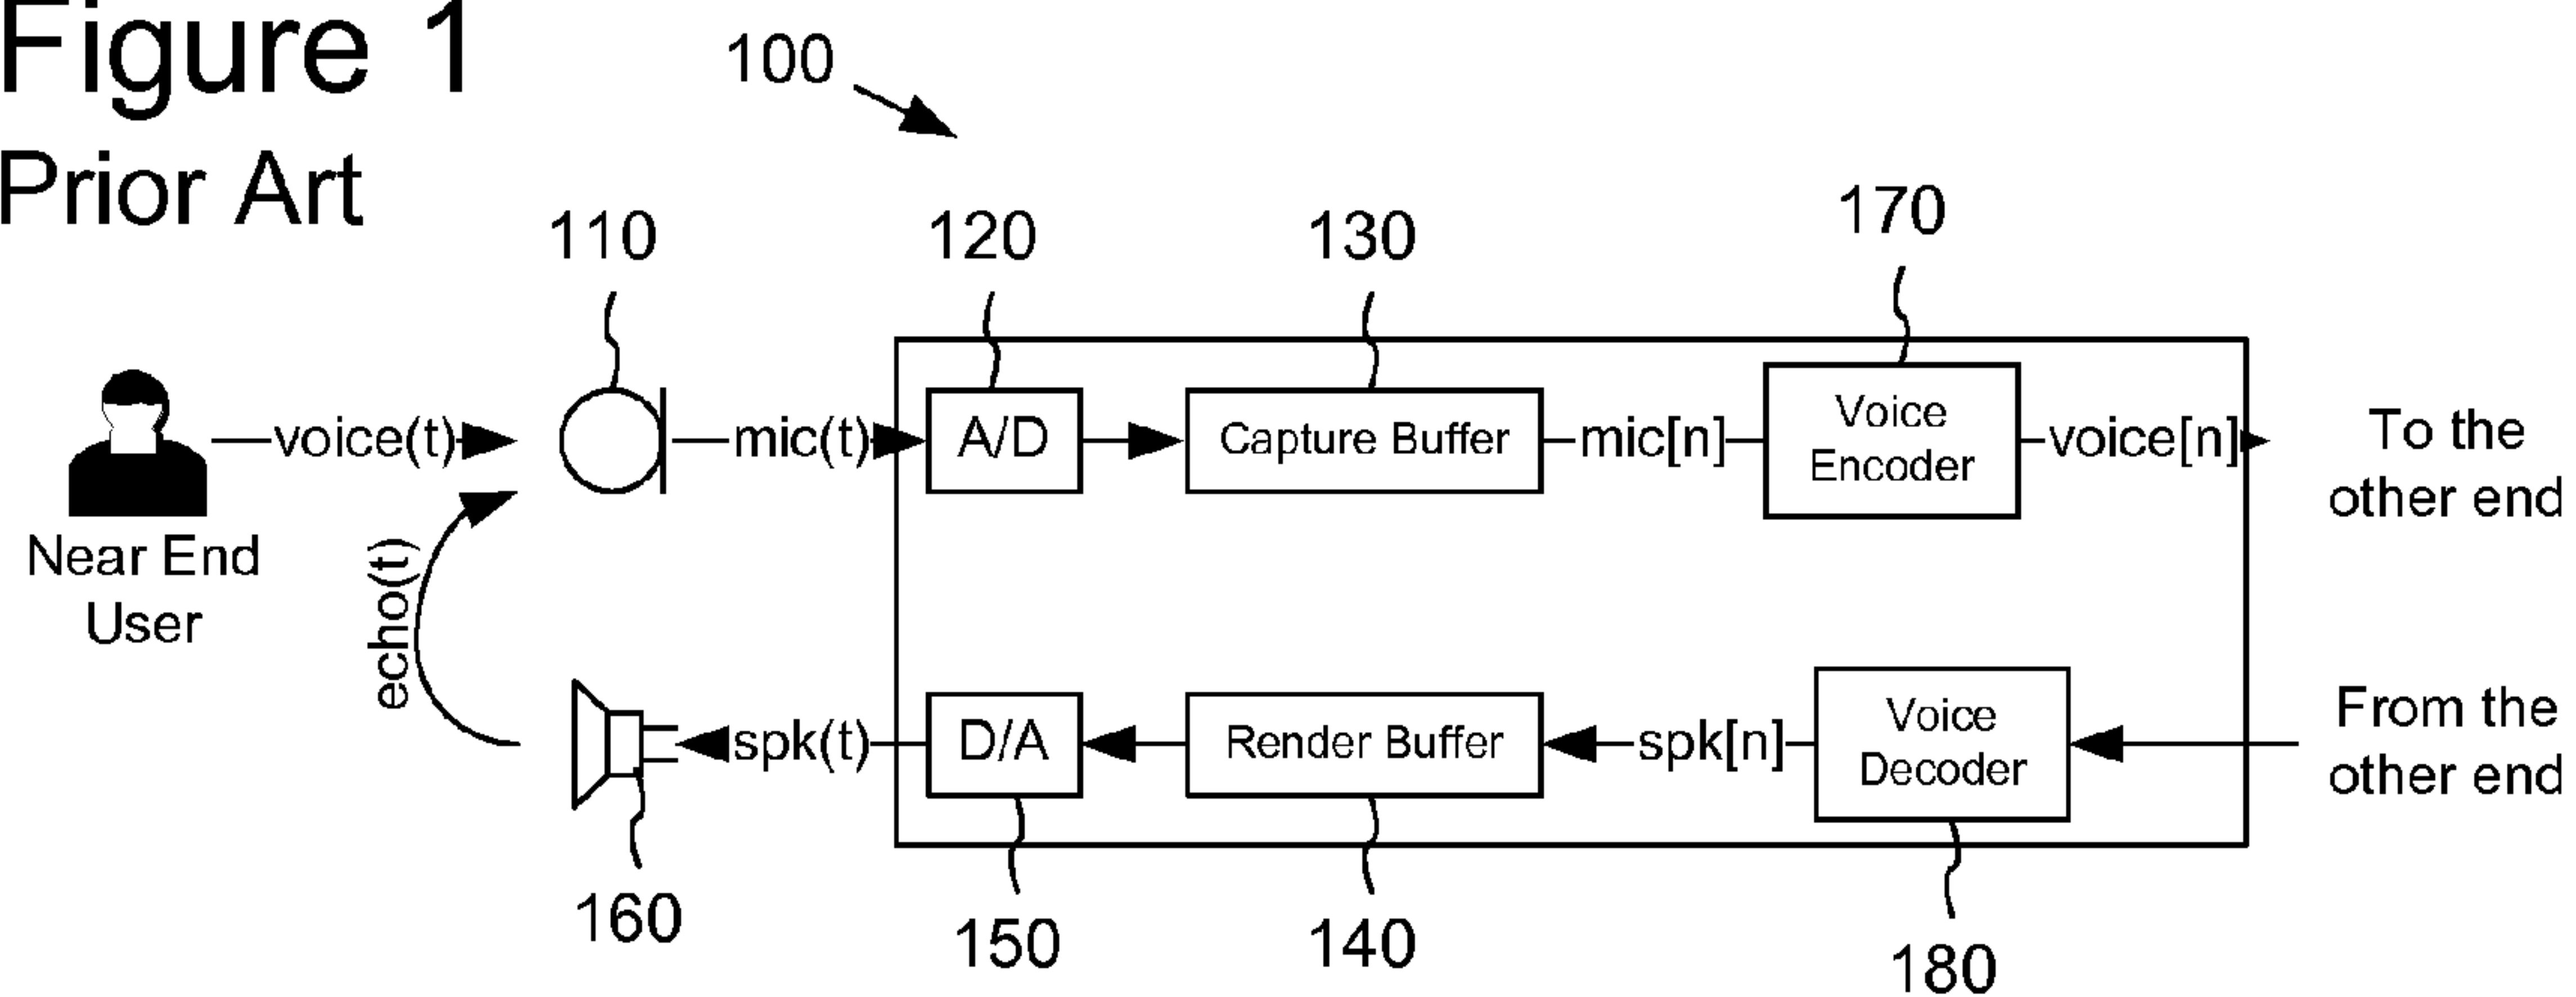 Figure 1
Prior Art
100
110
120
130
170
voice(t)
mic(t)
A/D
Capture Buffer
mic[n]
Voice
Encoder
voice[n]
To the
other end
Near End
User
echo(t)
spk(t)
D/A
Render Buffer
spk[n]
Voice
Decoder
From the
other end
160
150
140
180